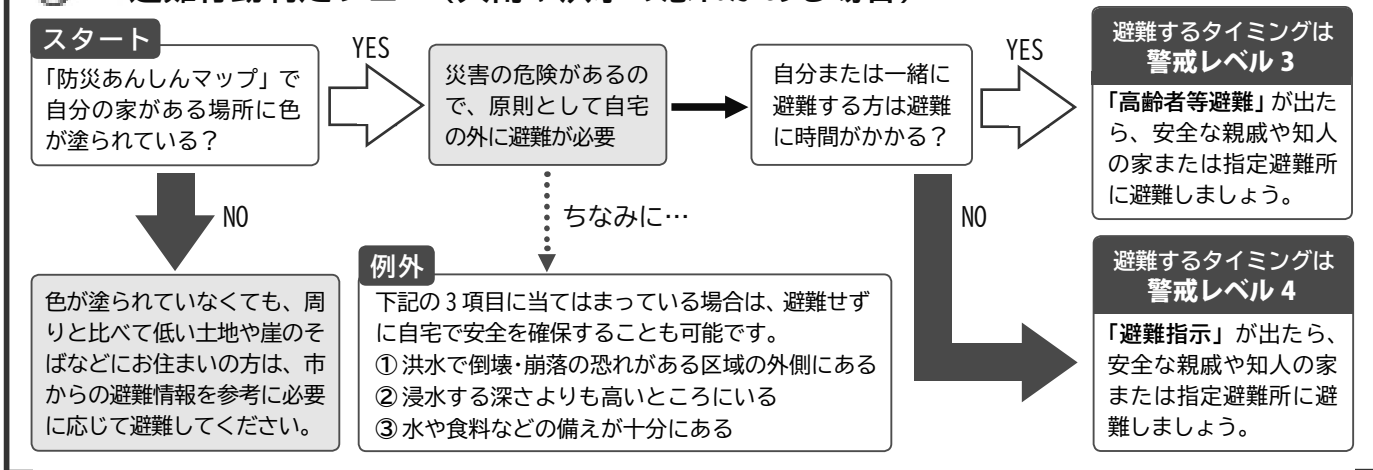 スタート
「防災あんしんマップ」で
自分の家がある場所に色
が塗られている？
YES
災害の危険があるの
で、原則として自宅
の外に避難が必要
自分または一緒に
避難する方は避難
に時間がかかる？
YES
避難するタイミングは
警戒レベル 3
「高齢者等避難」が出た
ら、安全な親戚や知人
の家または指定避難所
に避難しましょう。
NO
ちなみに…
NO
色が塗られていなくても、周
りと比べて低い土地や崖のそ
ばなどにお住まいの方は、市
からの避難情報を参考に必要
に応じて避難してください。
例外
下記の 3 項目に当てはまっている場合は、避難せず
に自宅で安全を確保することも可能です。
① 洪水で倒壊・崩落の恐れがある区域の外側にある
② 浸水する深さよりも高いところにいる
③ 水や食料などの備えが十分にある
避難するタイミングは
警戒レベル 4
「避難指示」が出たら、
安全な親戚や知人の家
または指定避難所に避
難しましょう。